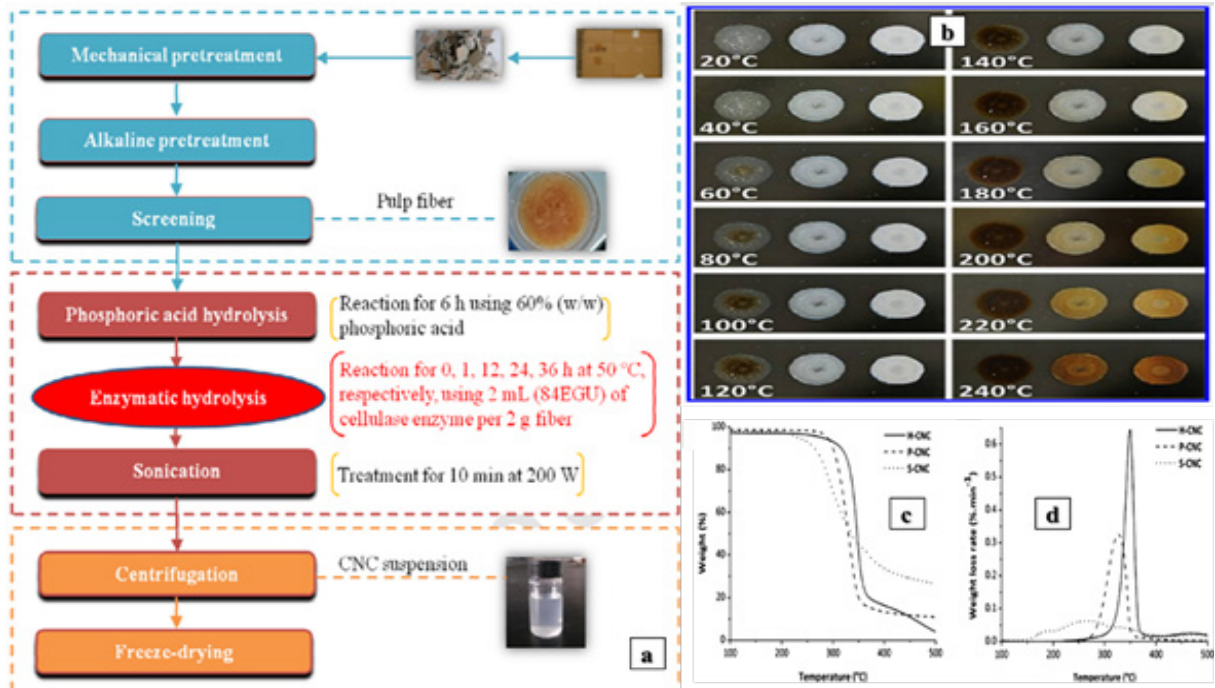 Mechanical pretreatment
Alkaline pretreatment
Screening
Pulp fiber
Phosphoric acid hydrolysis
Reaction for 6 h using 60% (w/w)
phosphoric acid
Enzymatic hydrolysis
Reaction for 0, 1, 12, 24, 36 h at 50 °C,
respectively, using 2 mL (84EGU) of
cellulase enzyme per 2 g fiber
Sonication
Treatment for 10 min at 200 W
Centrifugation
CNC suspension
Freeze-drying
a
b
20°C
140°C
40°C
160°C
60°C
180°C
80°C
200°C
100°C
220°C
120°C
240°C
100
80
60
40
20
0
Weight (%)
H-CNC
P-CNC
S-CNC
c
100
200
300
400
500
Temperature (°C)
0.6
0.5
0.4
0.3
0.2
0.1
0.0
Weight loss rate (%.min⁻¹)
H-CNC
P-CNC
S-CNC
d
100
200
300
400
500
Temperature (°C)